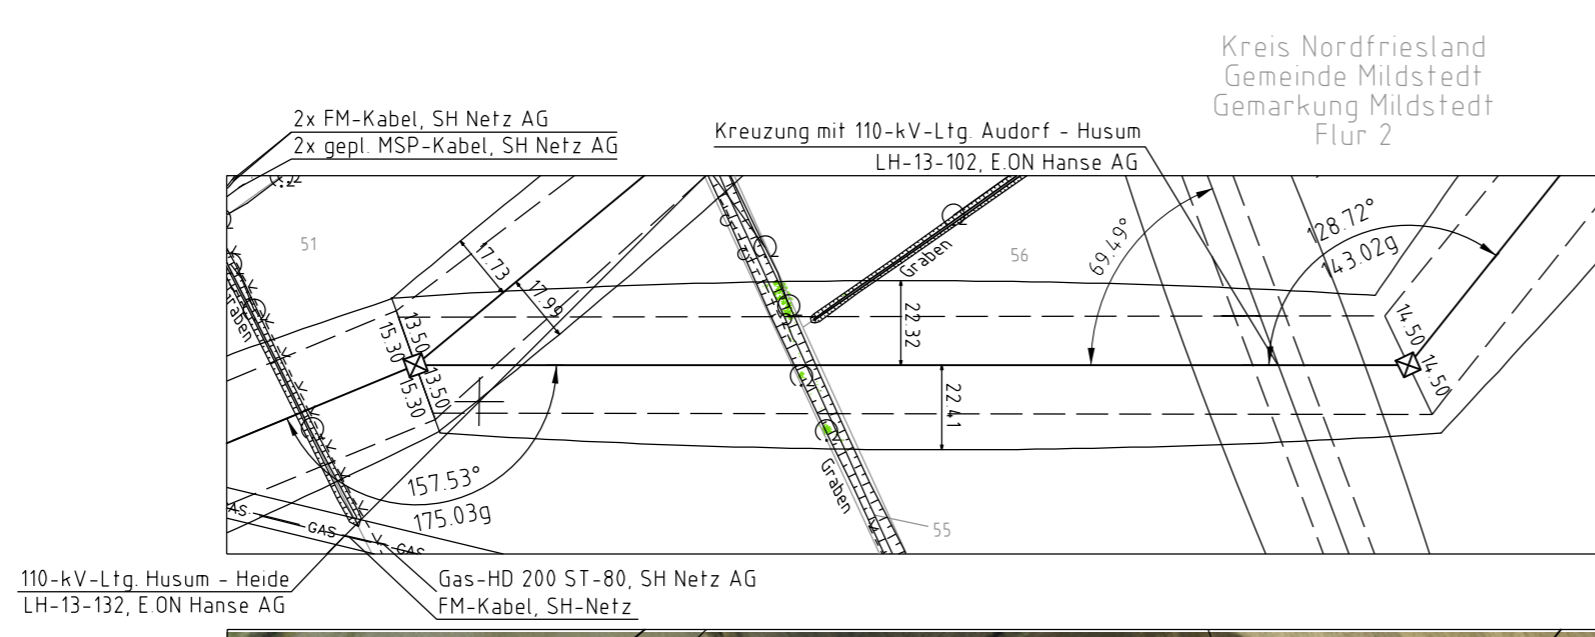 Kreis Nordfriesland
Gemeinde Mildstedt
Gemarkung Mildstedt
Flur 2
2x FM-Kabel, SH Netz AG
2x gepl. MSP-Kabel, SH Netz AG
Kreuzung mit 110-kV-Ltg. Audorf - Husum
LH-13-102, E.ON Hanse AG
51
17.73
17.99
Graben
56
69.49°
128.72°
143.02g
Graben
13.50
15.30
13.50
15.30
22.32
22.41
14.50
14.50
157.53°
175.03g
Graben
55
GAS
GAS
GAS
110-kV-Ltg. Husum - Heide
LH-13-132, E.ON Hanse AG
Gas-HD 200 ST-80, SH Netz AG
FM-Kabel, SH-Netz